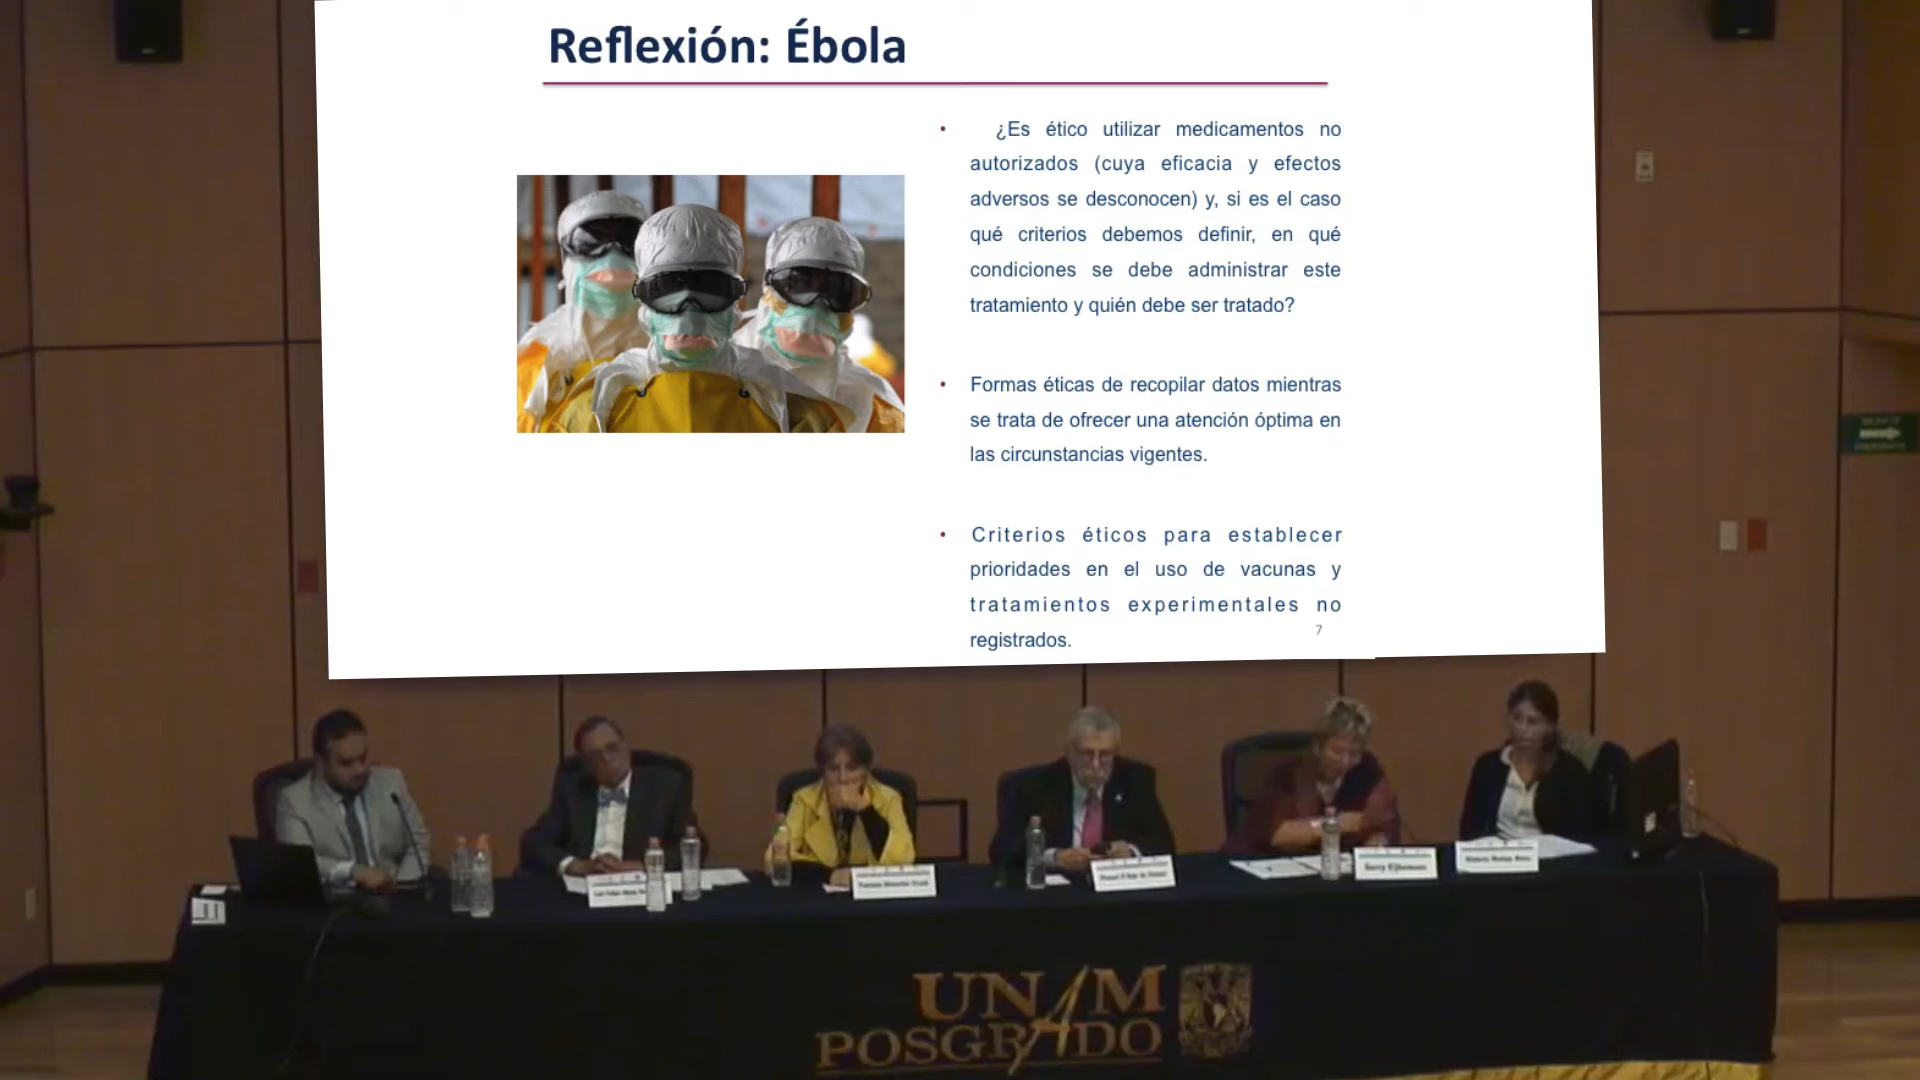 Reflexión: Ébola
• ¿Es ético utilizar medicamentos no
autorizados (cuya eficacia y efectos
adversos se desconocen) y, si es el caso
qué criterios debemos definir, en qué
condiciones se debe administrar este
tratamiento y quién debe ser tratado?
• Formas éticas de recopilar datos mientras
se trata de ofrecer una atención óptima en
las circunstancias vigentes.
• Criterios éticos para establecer
prioridades en el uso de vacunas y
tratamientos experimentales no
registrados.
7
UNAM
POSGRADO